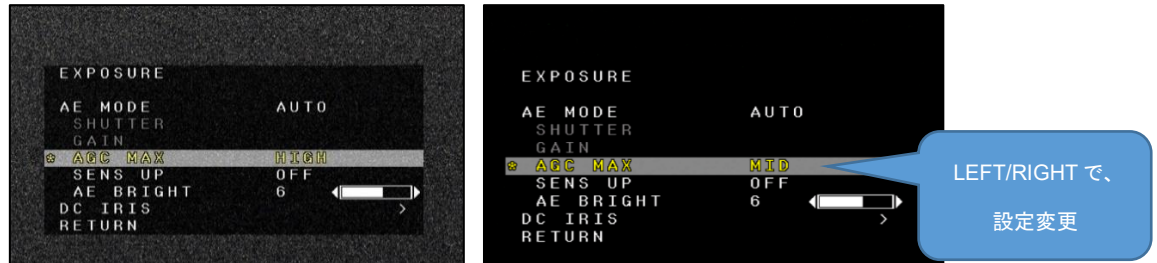 EXPOSURE
AE MODE AUTO
SHUTTER
GAIN
AGC MAX HIGH
SENS UP OFF
AE BRIGHT 6
DC IRIS >
RETURN
EXPOSURE
AE MODE AUTO
SHUTTER
GAIN
AGC MAX MID
SENS UP OFF
AE BRIGHT 6
DC IRIS >
RETURN
LEFT/RIGHT で、
設定変更